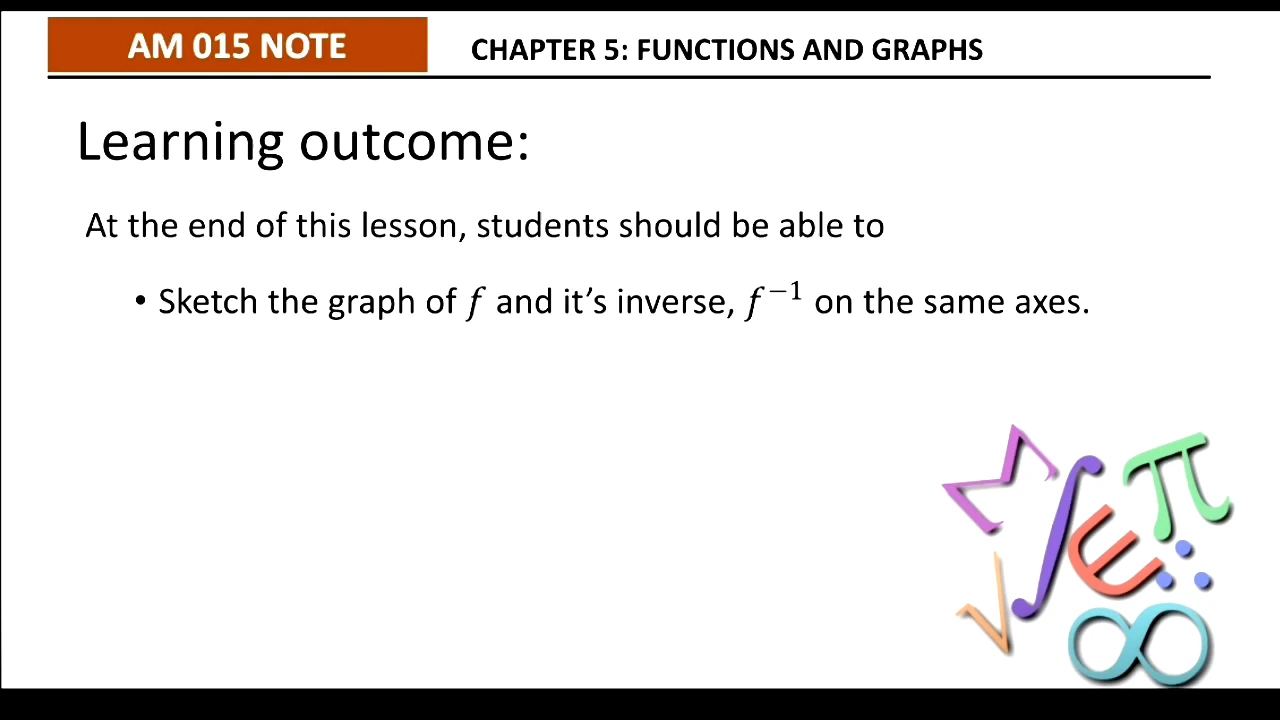 AM 015 NOTE
CHAPTER 5: FUNCTIONS AND GRAPHS
Learning outcome:
At the end of this lesson, students should be able to
• Sketch the graph of f and it's inverse, f⁻¹ on the same axes.